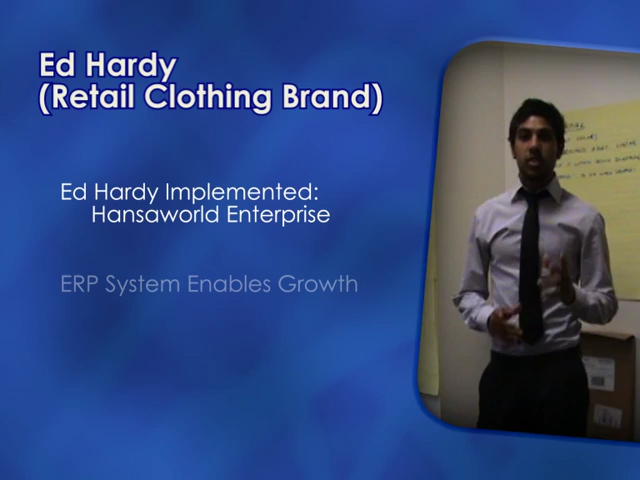 Ed Hardy
(Retail Clothing Brand)
Ed Hardy Implemented:
Hansaworld Enterprise
ERP System Enables Growth